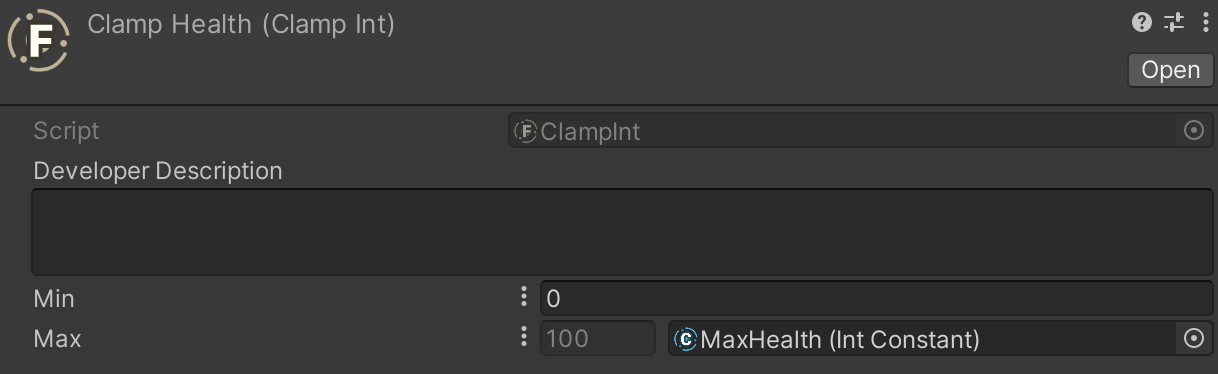 F Clamp Health (Clamp Int)
Open
Script F ClampInt
Developer Description
Min 0
Max 100 C MaxHealth (Int Constant)